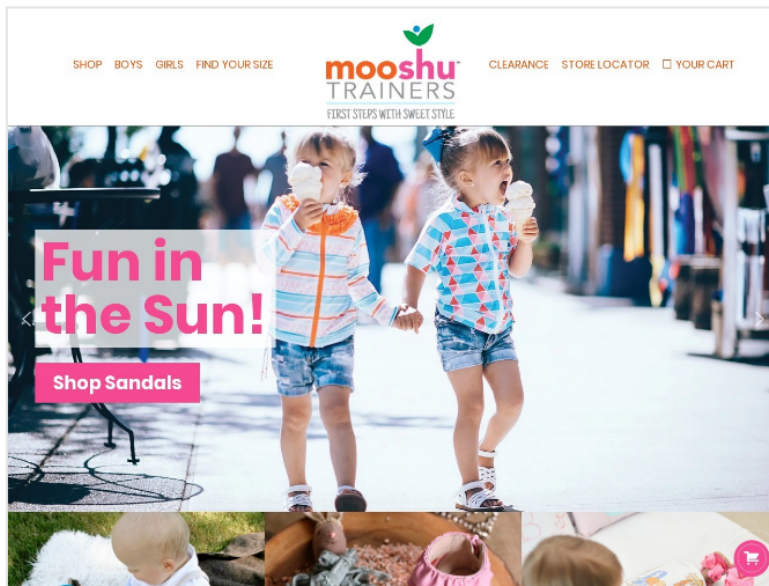 SHOP BOYS GIRLS FIND YOUR SIZE
mooshu™
TRAINERS
FIRST STEPS WITH SWEET STYLE
CLEARANCE STORE LOCATOR YOUR CART
Fun in
the Sun!
Shop Sandals